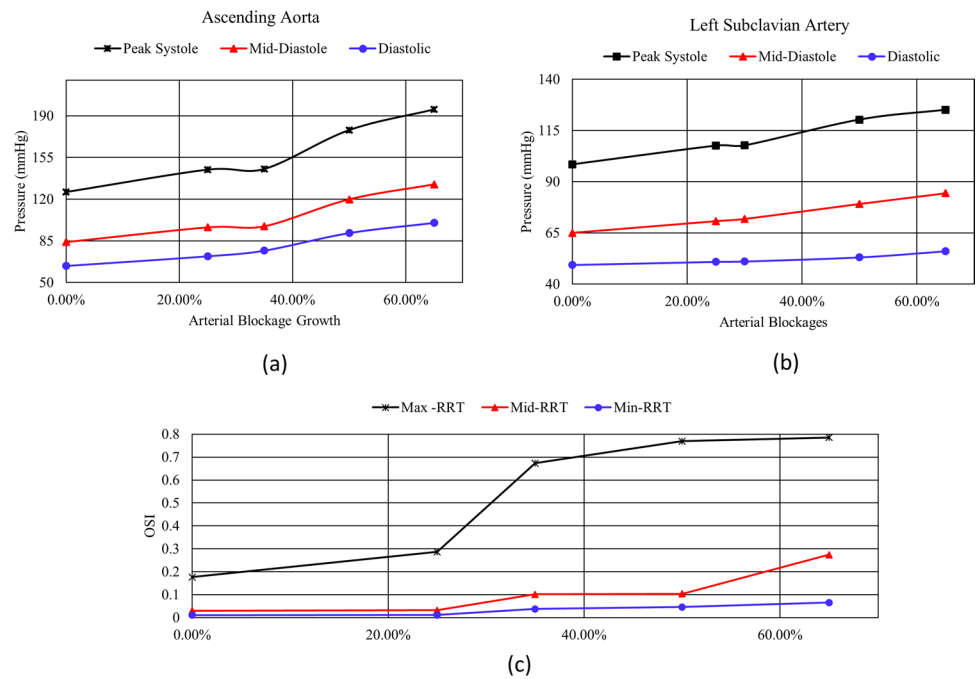 Ascending Aorta
Peak Systole Mid-Diastole Diastolic
190
155
120
85
50
Pressure (mmHg)
0.00% 20.00% 40.00% 60.00%
Arterial Blockage Growth
(a)
Left Subclavian Artery
Peak Systole Mid-Diastole Diastolic
140
115
90
65
40
Pressure (mmHg)
0.00% 20.00% 40.00% 60.00%
Arterial Blockages
(b)
Max -RRT Mid-RRT Min-RRT
0.8
0.7
0.6
0.5
0.4
0.3
0.2
0.1
0
OSI
0.00% 20.00% 40.00% 60.00%
(c)